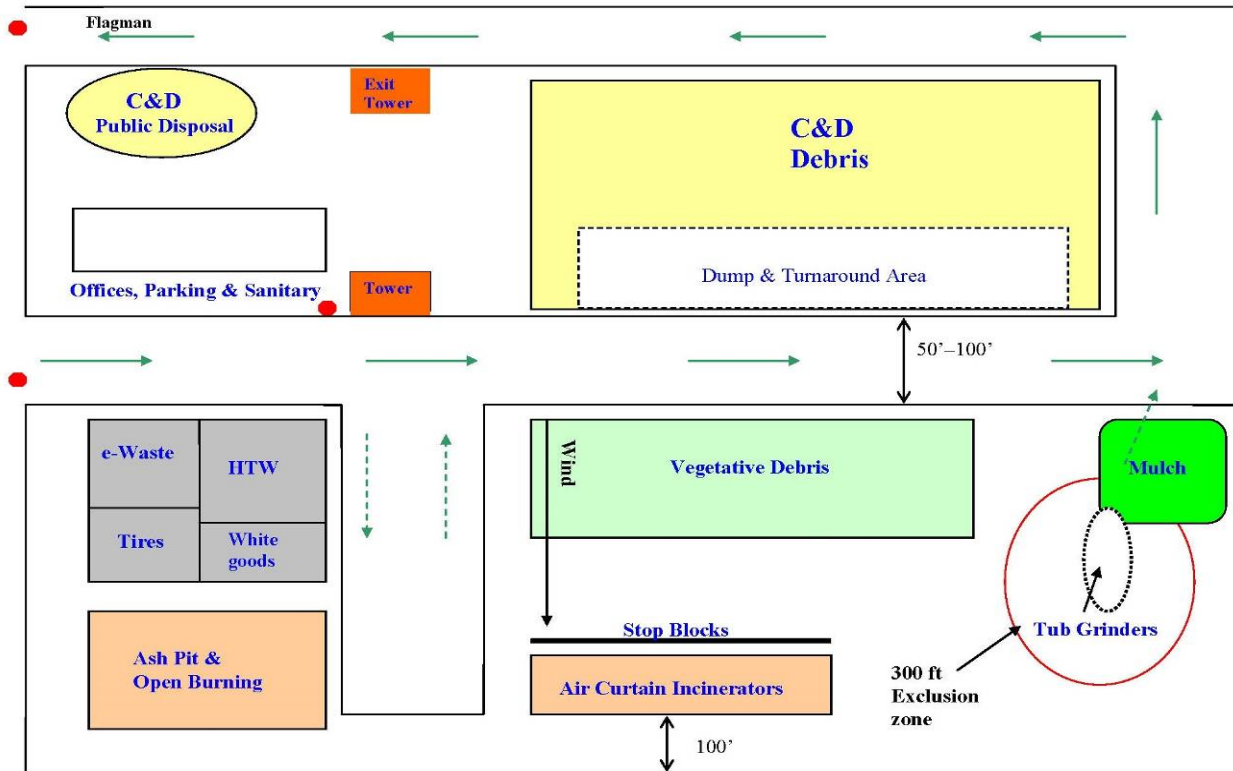 Flagman
C&D
Public Disposal
Exit
Tower
C&D
Debris
Dump & Turnaround Area
Offices, Parking & Sanitary
Tower
50’–100’
e-Waste
HTW
Tires
White
goods
Wind
Vegetative Debris
Mulch
Stop Blocks
Tub Grinders
Ash Pit &
Open Burning
Air Curtain Incinerators
300 ft
Exclusion
zone
100’